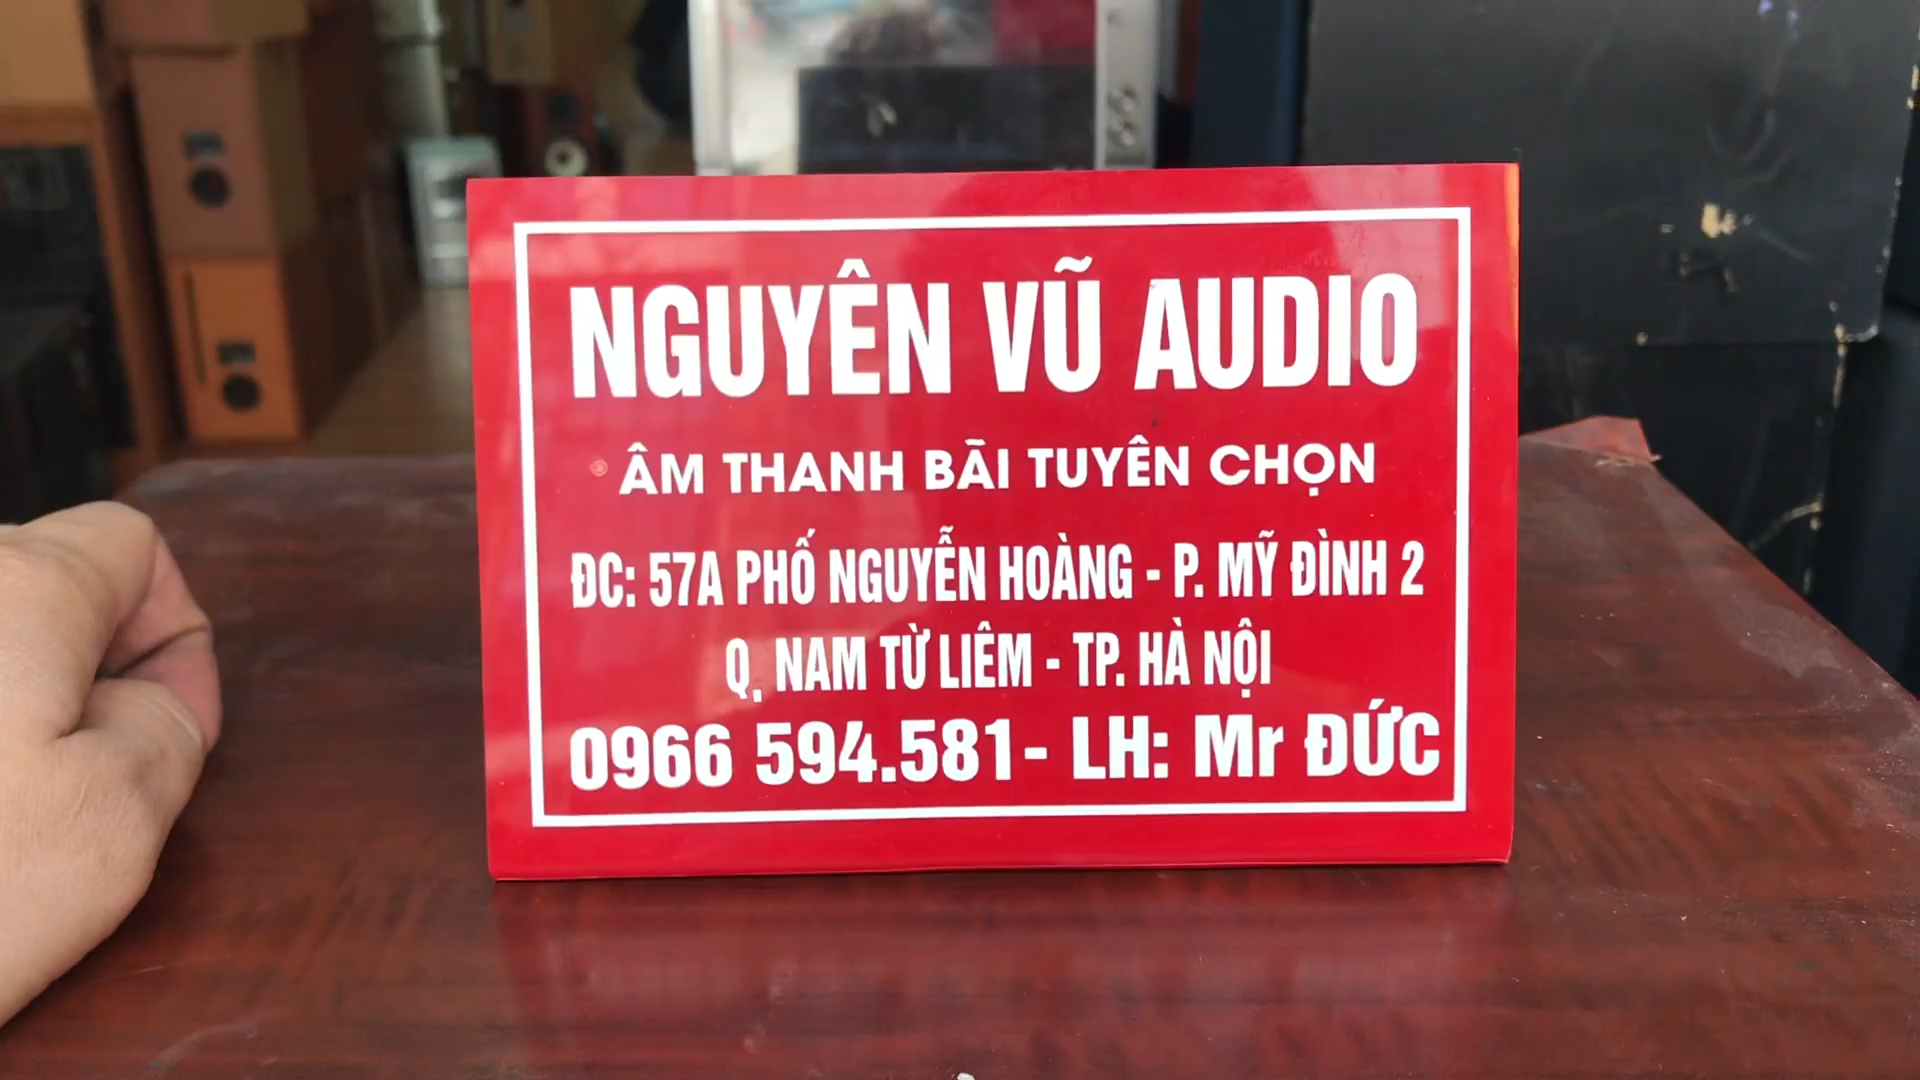 NGUYÊN VŨ AUDIO
ÂM THANH BÃI TUYÊN CHỌN
ĐC: 57A PHỐ NGUYỄN HOÀNG - P. MỸ ĐÌNH 2
Q. NAM TỪ LIÊM - TP. HÀ NỘI
0966 594.581- LH: Mr ĐỨC